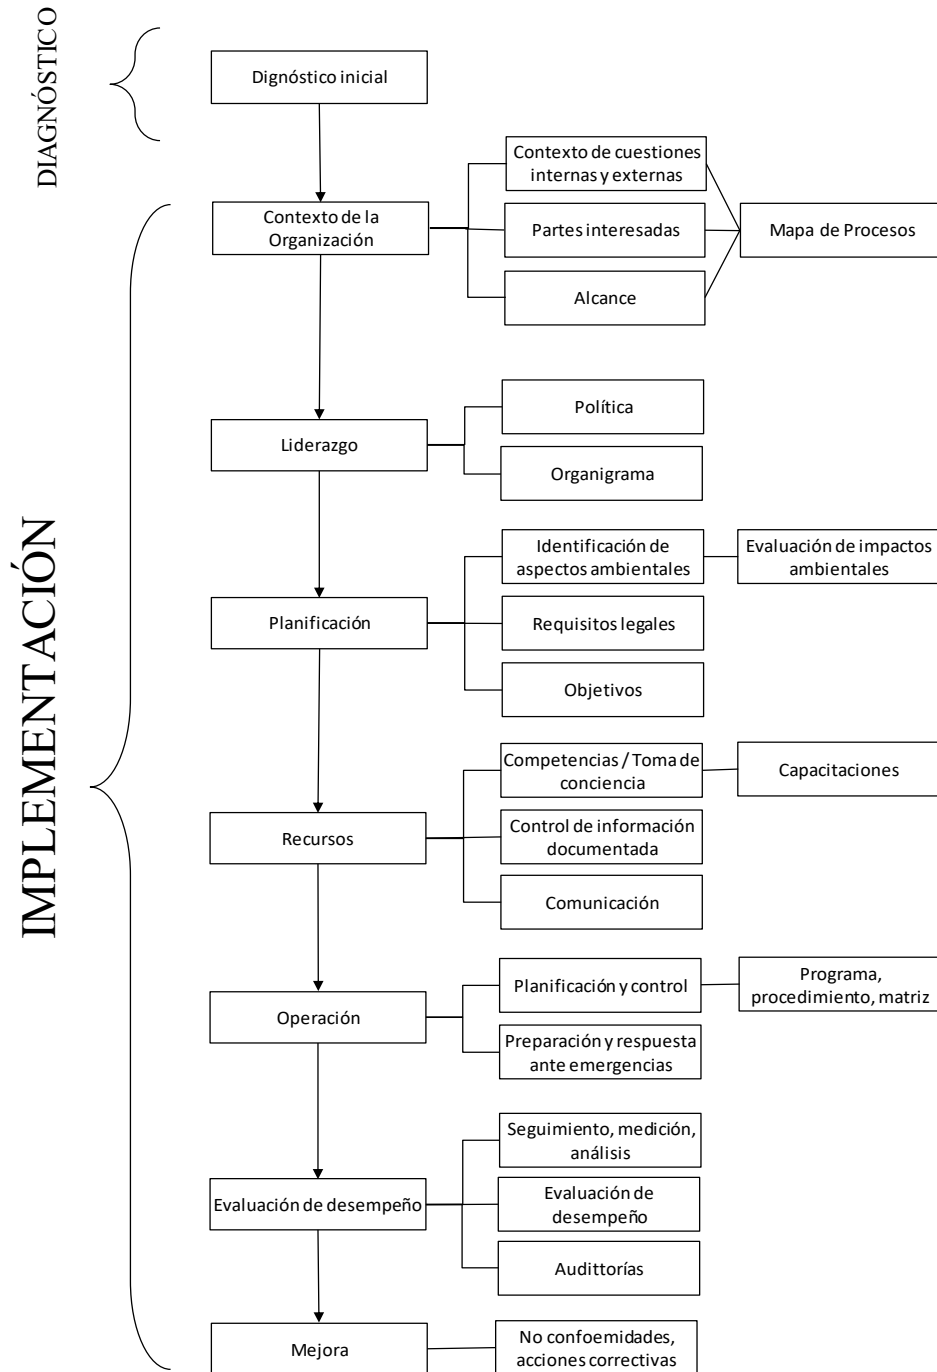 DIAGNÓSTICO
Dignóstico inicial
IMPLEMENTACIÓN
Contexto de la
Organización
Contexto de cuestiones
internas y externas
Partes interesadas
Alcance
Mapa de Procesos
Liderazgo
Política
Organigrama
Planificación
Identificación de
aspectos ambientales
Evaluación de impactos
ambientales
Requisitos legales
Objetivos
Recursos
Competencias / Toma de
conciencia
Capacitaciones
Control de información
documentada
Comunicación
Operación
Planificación y control
Programa,
procedimiento, matriz
Preparación y respuesta
ante emergencias
Evaluación de desempeño
Seguimiento, medición,
análisis
Evaluación de
desempeño
Audittorías
Mejora
No confoemidades,
acciones correctivas